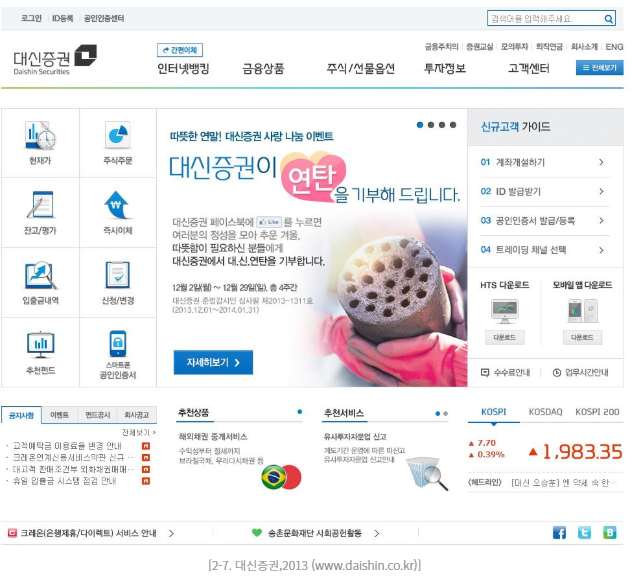 로그인 ID등록 공인인증센터
검색어를 입력해주세요.
금융주치의 증권교실 모의투자 퇴직연금 회사소개 ENG
대신증권
Daishin Securities
간편이체
인터넷뱅킹 금융상품 주식/선물옵션 투자정보 고객센터 전체보기
현재가 주식주문
잔고/평가 즉시이체
입출금내역 신청/변경
추천펀드 스마트폰 공인인증서
따뜻한 연말! 대신증권 사랑 나눔 이벤트
대신증권이 연탄을 기부해 드립니다.
대신증권 페이스북에 Like 를 누르면
여러분의 정성을 모아 추운 겨울,
따뜻함이 필요하신 분들에게
대신증권에서 대.신.연탄을 기부합니다.
12월 2일(월) ~ 12월 29일(일), 총 4주간
대신증권 준법감시인 심사필 제2013-1311호
(2013.12.01~2014.01.31)
자세히보기 >
신규고객 가이드
01 계좌개설하기 >
02 ID 발급받기 >
03 공인인증서 발급/등록 >
04 트레이딩 채널 선택 >
HTS 다운로드 모바일 앱 다운로드
다운로드 다운로드
수수료안내 업무시간안내
공지사항 이벤트 펀드공시 회사공고
전체보기 >
· 고객예탁금 이용료율 변경 안내
· 크레온연계신용서비스약관 신규 ...
· 대고객 판매조건부 외화채권매매...
· 휴일 입출금 시스템 점검 안내
추천상품
해외채권 중개서비스
수익성부터 절세까지
브라질국채, 우리다시채권 등
추천서비스
유사투자자문업 신고
계도기간 운영에 따른 미신고
유사투자자문업 신고안내
KOSPI KOSDAQ KOSPI 200
▲ 7.70
▲ 0.39%
▲ 1,983.35
<헤드라인> [미션 오승훈] 엔 약세 속 한···
크레온(은행제휴/다이렉트) 서비스 안내 >
송촌문화재단 사회공헌활동 >
[2-7. 대신증권,2013 (www.daishin.co.kr)]